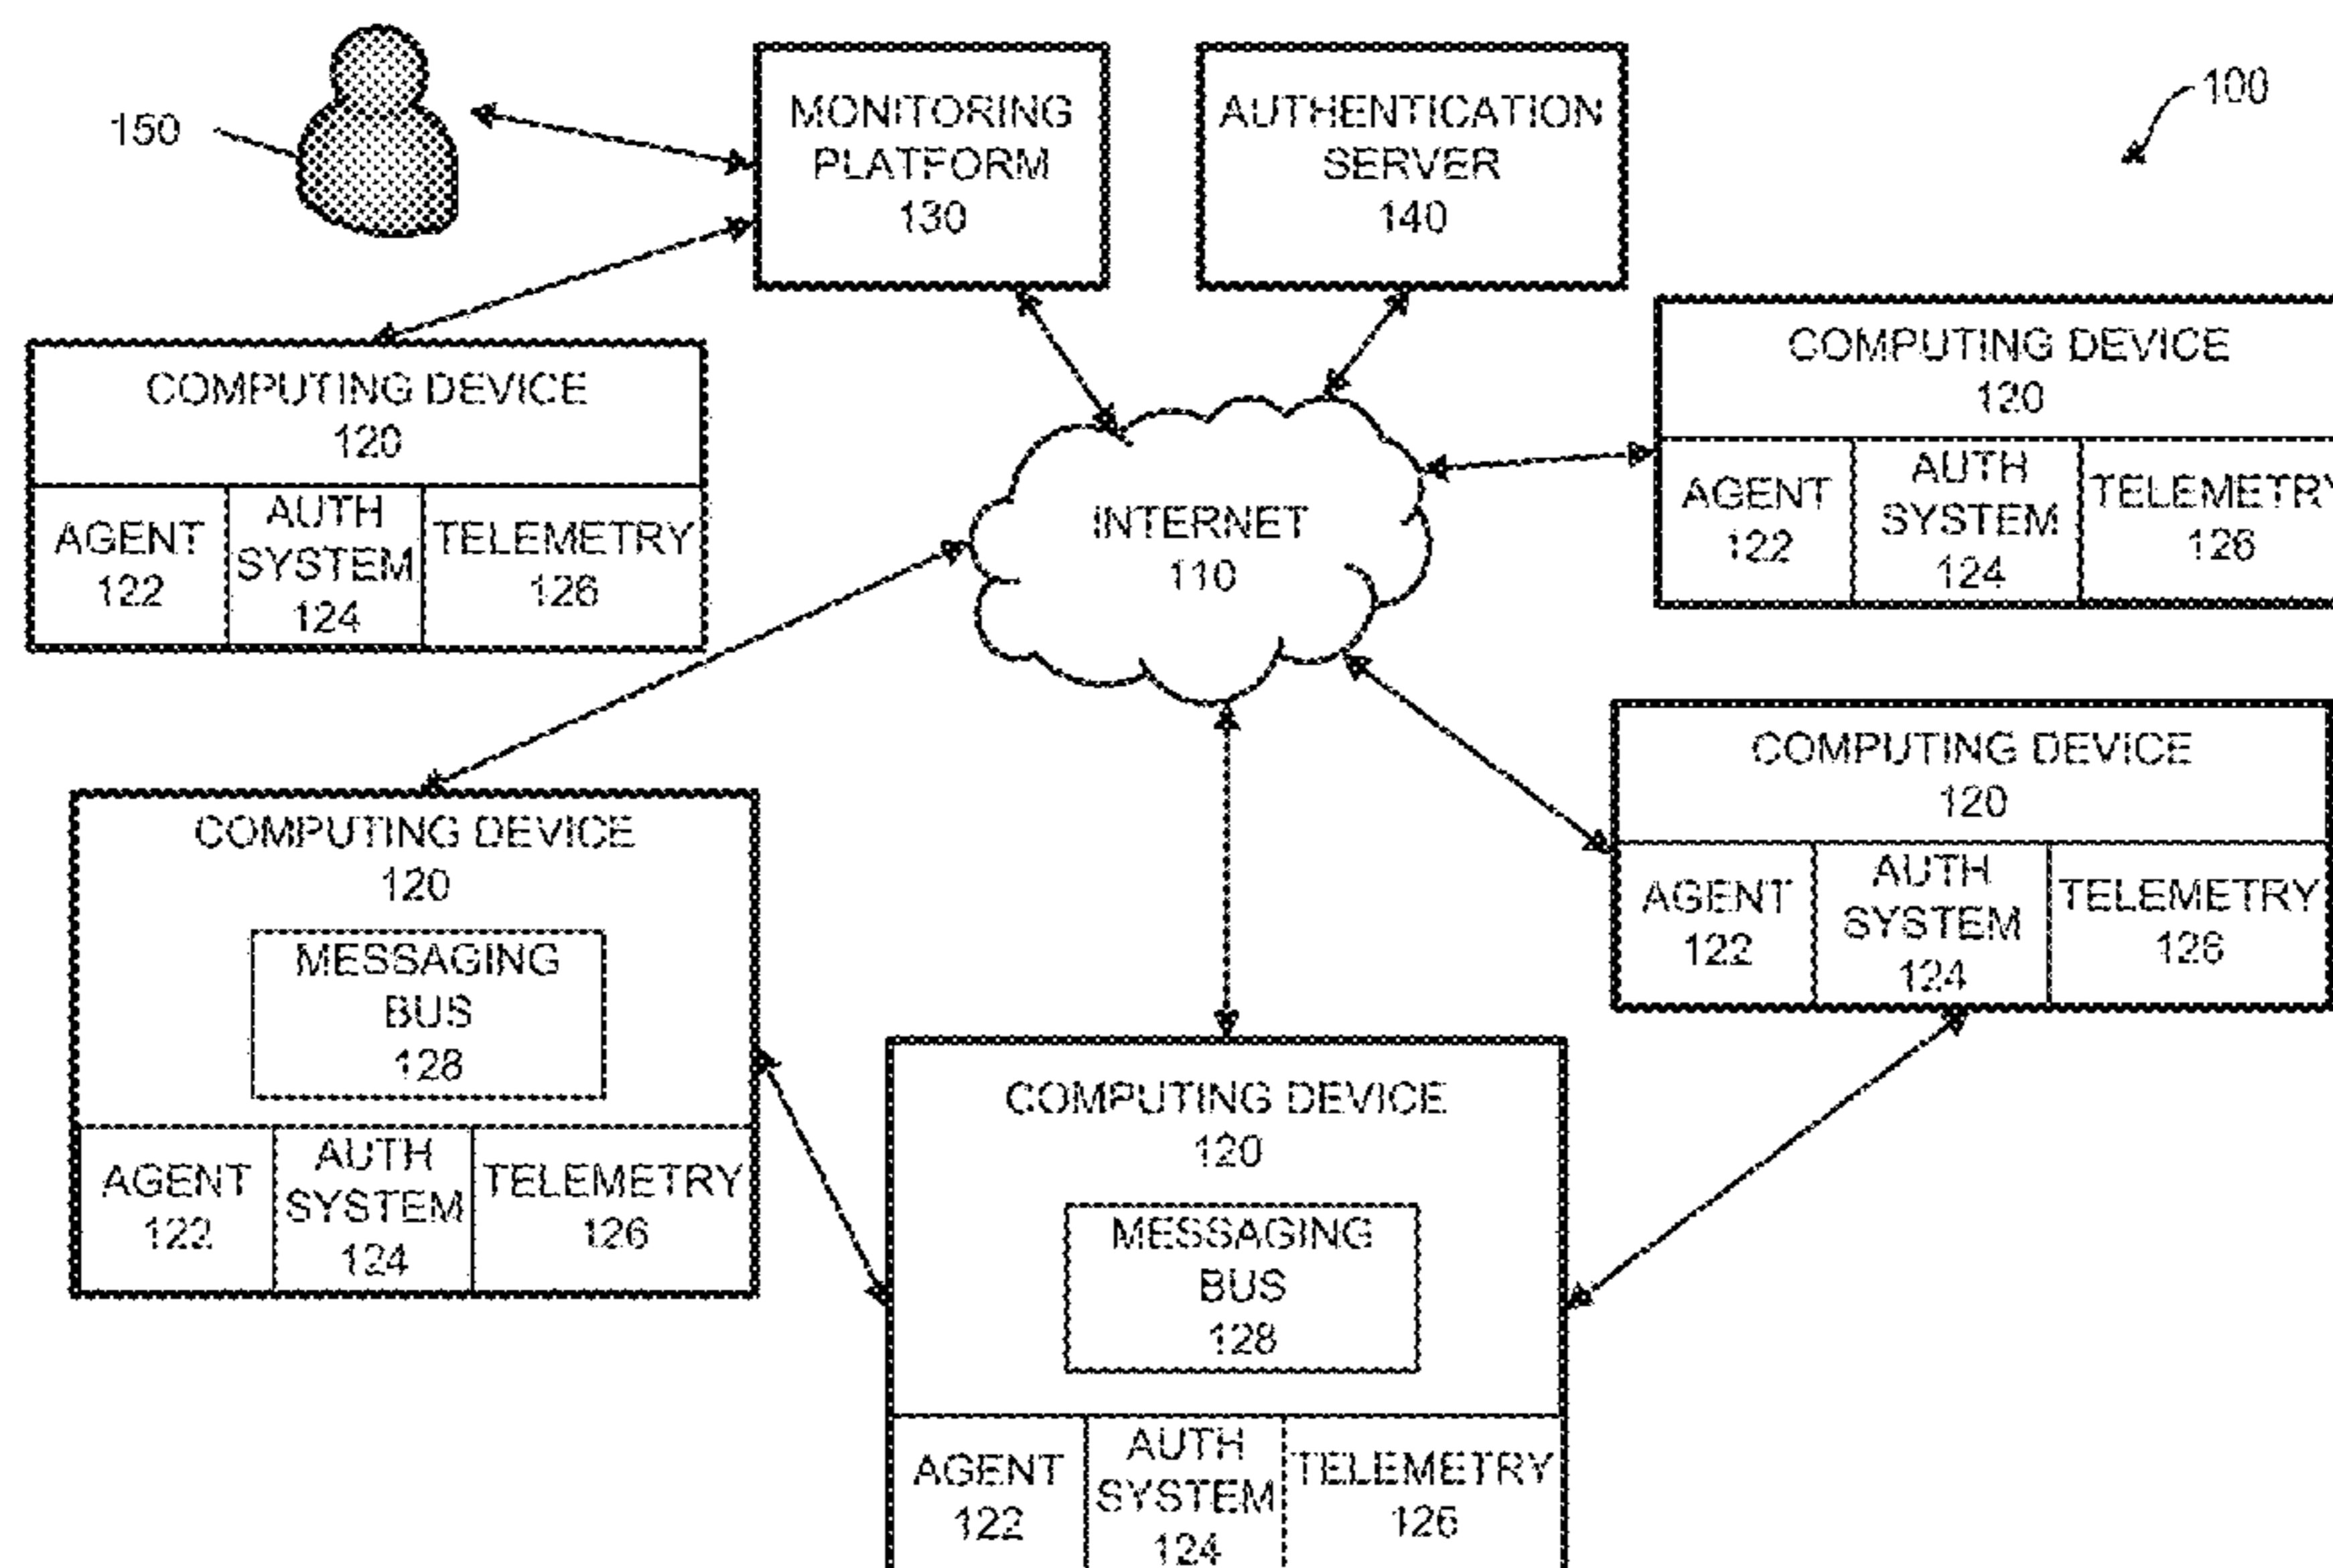 150
MONITORING
PLATFORM
130
AUTHENTICATION
SERVER
140
100
COMPUTING DEVICE
120
AGENT
122
AUTH
SYSTEM
124
TELEMETRY
126
INTERNET
110
COMPUTING DEVICE
120
AGENT
122
AUTH
SYSTEM
124
TELEMETRY
126
COMPUTING DEVICE
120
AGENT
122
AUTH
SYSTEM
124
TELEMETRY
126
COMPUTING DEVICE
120
MESSAGING
BUS
128
AGENT
122
AUTH
SYSTEM
124
TELEMETRY
126
COMPUTING DEVICE
120
MESSAGING
BUS
128
AGENT
122
AUTH
SYSTEM
124
TELEMETRY
126